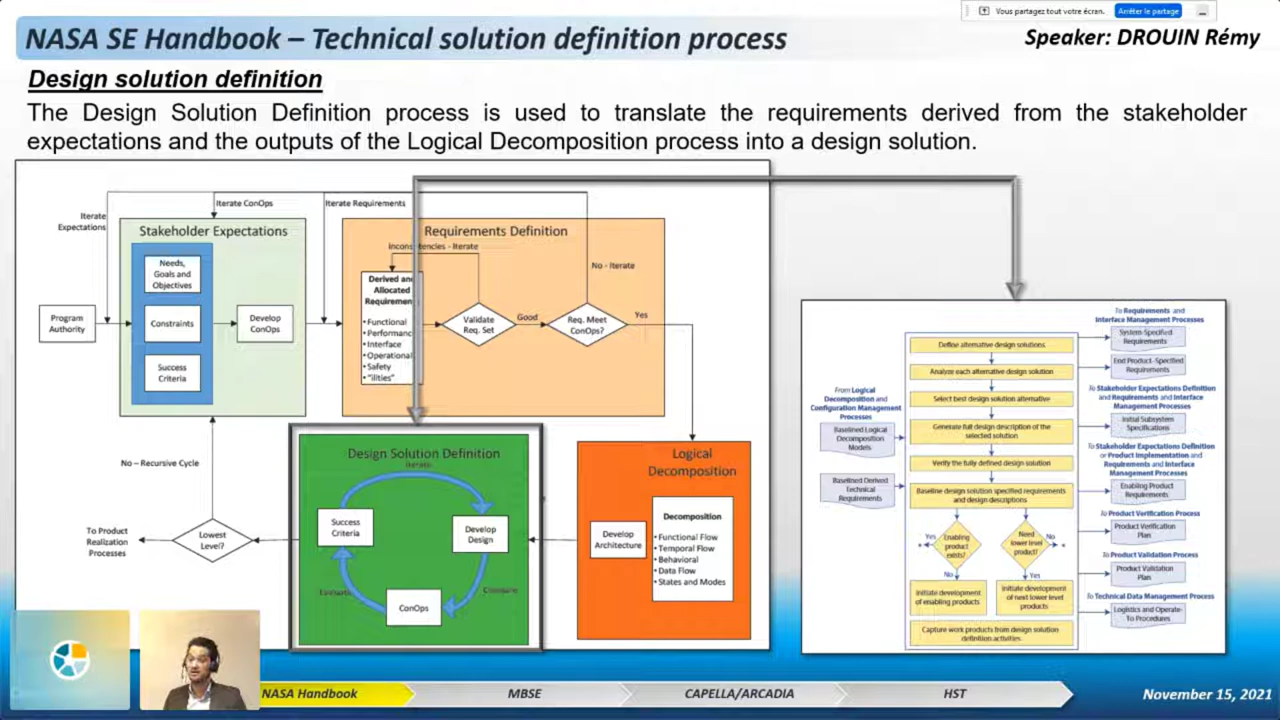 Vous partagez tout votre écran.
Arrêter le partage
NASA SE Handbook – Technical solution definition process
Speaker: DROUIN Rémy
Design solution definition
The Design Solution Definition process is used to translate the requirements derived from the stakeholder
expectations and the outputs of the Logical Decomposition process into a design solution.
Iterate
Expectations
Iterate ConOps
Iterate Requirements
Stakeholder Expectations
Needs,
Goals and
Objectives
Constraints
Success
Criteria
Program
Authority
Develop
ConOps
Requirements Definition
Incons tencies - Iterate
Derived an
Allocated
Requiremen
•Functional
•Performanc
•Interface
•Operational
•Safety
•"ilities"
Validate
Req. Set
Good
Req. Meet
ConOps?
No - Iterate
Yes
Design Solution Definition
Iterate
Success
Criteria
Develop
Design
ConOps
Evaluate
Logical
Decomposition
Develop
Architecture
Decomposition
•Functional Flow
•Temporal Flow
•Behavioral
•Data Flow
•States and Modes
No – Recursive Cycle
Lowest
Level?
To Product
Realization
Processes
From Logical
Decomposition and
Configuration Management
Processes
Baselined Logical
Decomposition
Models
Baselined Derived
Technical
Requirements
Define alternative design solutions
Analyze each alternative design solution
Select best design solution alternative
Generate full design description of the
selected solution
Verify the fully defined design solution
Baseline design solution specified requirements
and design descriptions
Yes
Enabling
product
exists?
No
Need
lower level
product?
No
Yes
Initiate development
of enabling products
Initiate development
of next lower level
products
Capture work products from design solution
definition activities
To Requirements and
Interface Management Processes
System-Specified
Requirements
End Product–Specified
Requirements
To Stakeholder Expectations Definition
and Requirements and Interface
Management Processes
Initial Subsystem
Specifications
To Stakeholder Expectations Definition
or Product Implementation and
Requirements and Interface
Management Processes
Enabling Product
Requirements
To Product Verification Process
Product Verification
Plan
To Product Validation Process
Product Validation
Plan
To Technical Data Management Process
Logistics and Operate-
To Procedures
NASA Handbook
MBSE
CAPELLA/ARCADIA
HST
November 15, 2021